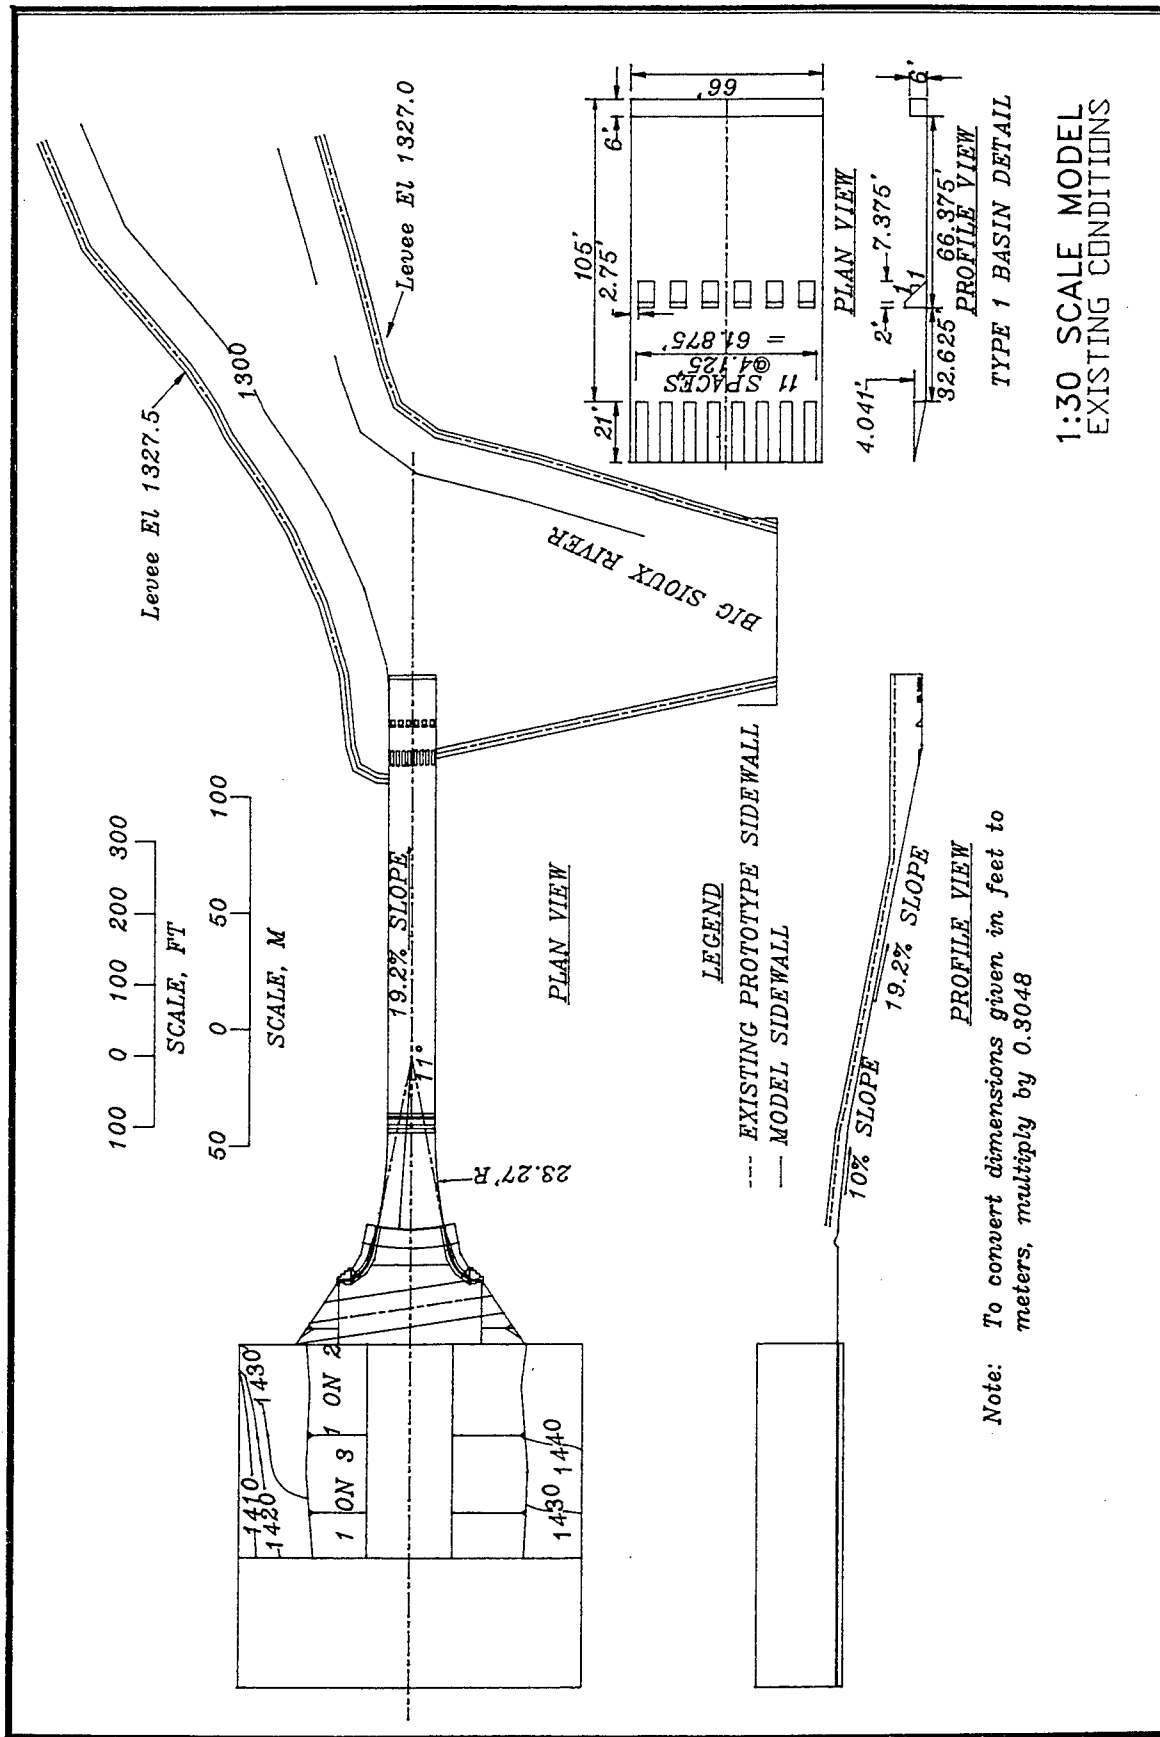 Levee El 1327.5
1300
Levee El 1327.0
BIG SIOUX RIVER
100 0 100 200 300
SCALE, FT
50 0 50 100
SCALE, M
19.2% SLOPE
11°
23.27'R
PLAN VIEW
1410
1420
1430
1 ON 2
1 ON 3
1430
1440
LEGEND
EXISTING PROTOTYPE SIDEWALL
MODEL SIDEWALL
10% SLOPE
19.2% SLOPE
PROFILE VIEW
Note: To convert dimensions given in feet to
meters, multiply by 0.3048
21'
105'
6'
2.75'
66'
11 SPACES
@4.125'
= 61.875'
PLAN VIEW
4.041'
2'
7.375'
6'
1
1
32.625'
66.375'
PROFILE VIEW
TYPE 1 BASIN DETAIL
1:30 SCALE MODEL
EXISTING CONDITIONS